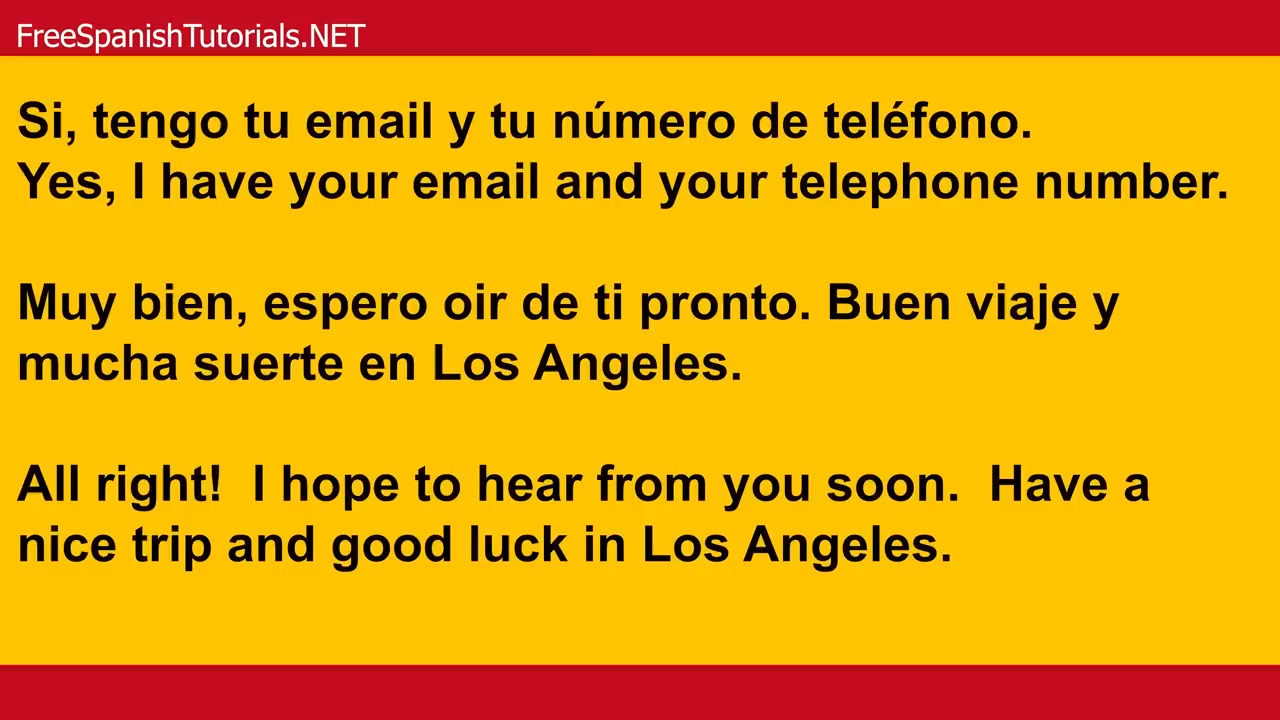 FreeSpanishTutorials.NET
Si, tengo tu email y tu número de teléfono.
Yes, I have your email and your telephone number.
Muy bien, espero oir de ti pronto. Buen viaje y
mucha suerte en Los Angeles.
All right!  I hope to hear from you soon.  Have a
nice trip and good luck in Los Angeles.